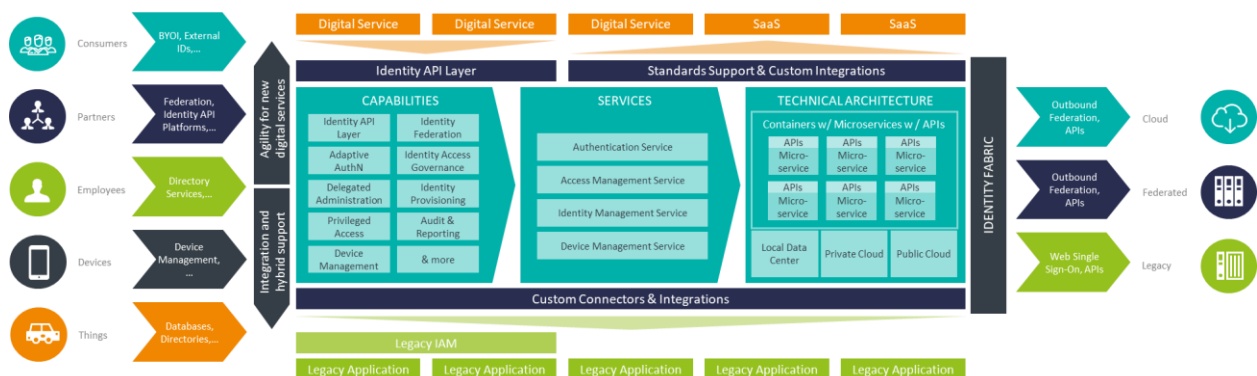 Digital Service
Digital Service
Digital Service
SaaS
SaaS
Consumers
BYOI, External
IDs,...
Partners
Federation,
Identity API
Platforms,...
Employees
Directory
Services,...
Devices
Device
Management,
...
Things
Databases,
Directories,...
Agility for new
digital services
Integration and
hybrid support
Identity API Layer
Standards Support & Custom Integrations
CAPABILITIES
Identity API
Layer
Identity
Federation
Adaptive
AuthN
Identity Access
Governance
Delegated
Administration
Identity
Provisioning
Privileged
Access
Audit &
Reporting
Device
Management
& more
SERVICES
Authentication Service
Access Management Service
Identity Management Service
Device Management Service
TECHNICAL ARCHITECTURE
Containers w/ Microservices w/ APIs
APIs
Micro-
service
APIs
Micro-
service
APIs
Micro-
service
APIs
Micro-
service
APIs
Micro-
service
APIs
Micro-
service
Local Data
Center
Private Cloud
Public Cloud
Custom Connectors & Integrations
IDENTITY FABRIC
Outbound
Federation,
APIs
Cloud
Outbound
Federation,
APIs
Federated
Web Single
Sign-On, APIs
Legacy
Legacy IAM
Legacy Application
Legacy Application
Legacy Application
Legacy Application
Legacy Application